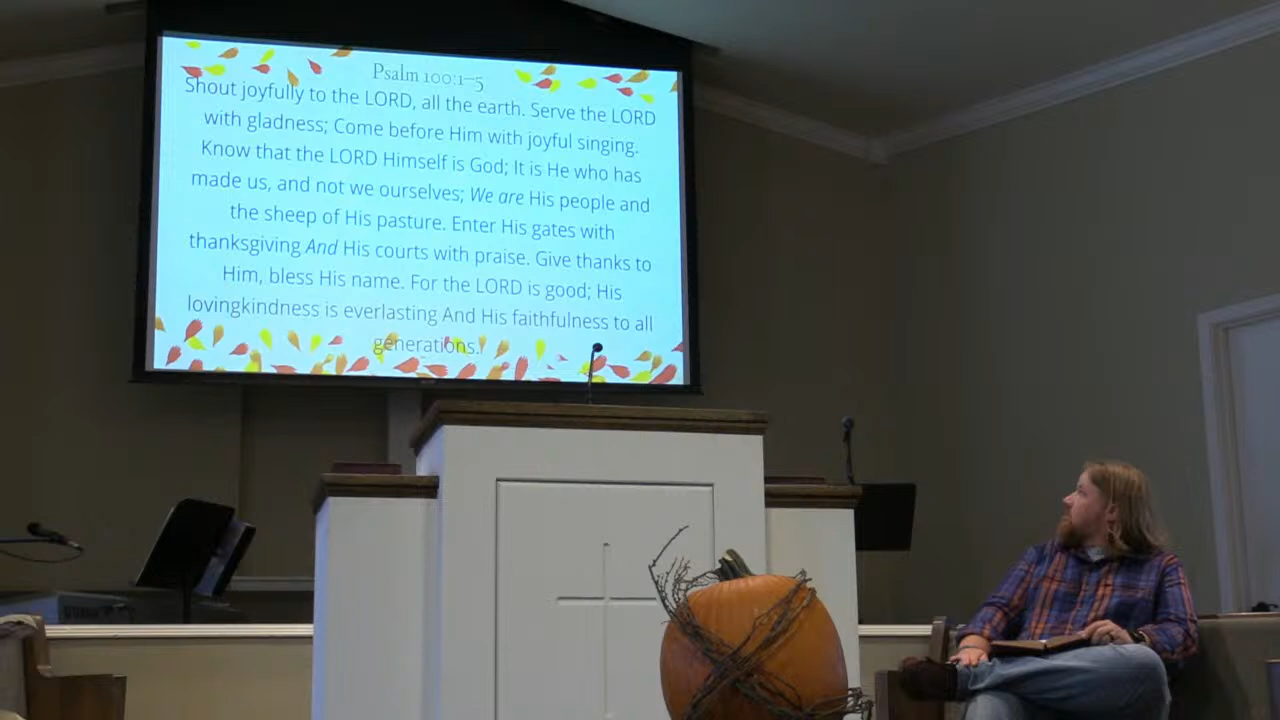 Psalm 100:1–5
Shout joyfully to the LORD, all the earth. Serve the LORD
with gladness; Come before Him with joyful singing.
Know that the LORD Himself is God; It is He who has
made us, and not we ourselves; We are His people and
the sheep of His pasture. Enter His gates with
thanksgiving And His courts with praise. Give thanks to
Him, bless His name. For the LORD is good; His
lovingkindness is everlasting And His faithfulness to all
generations.